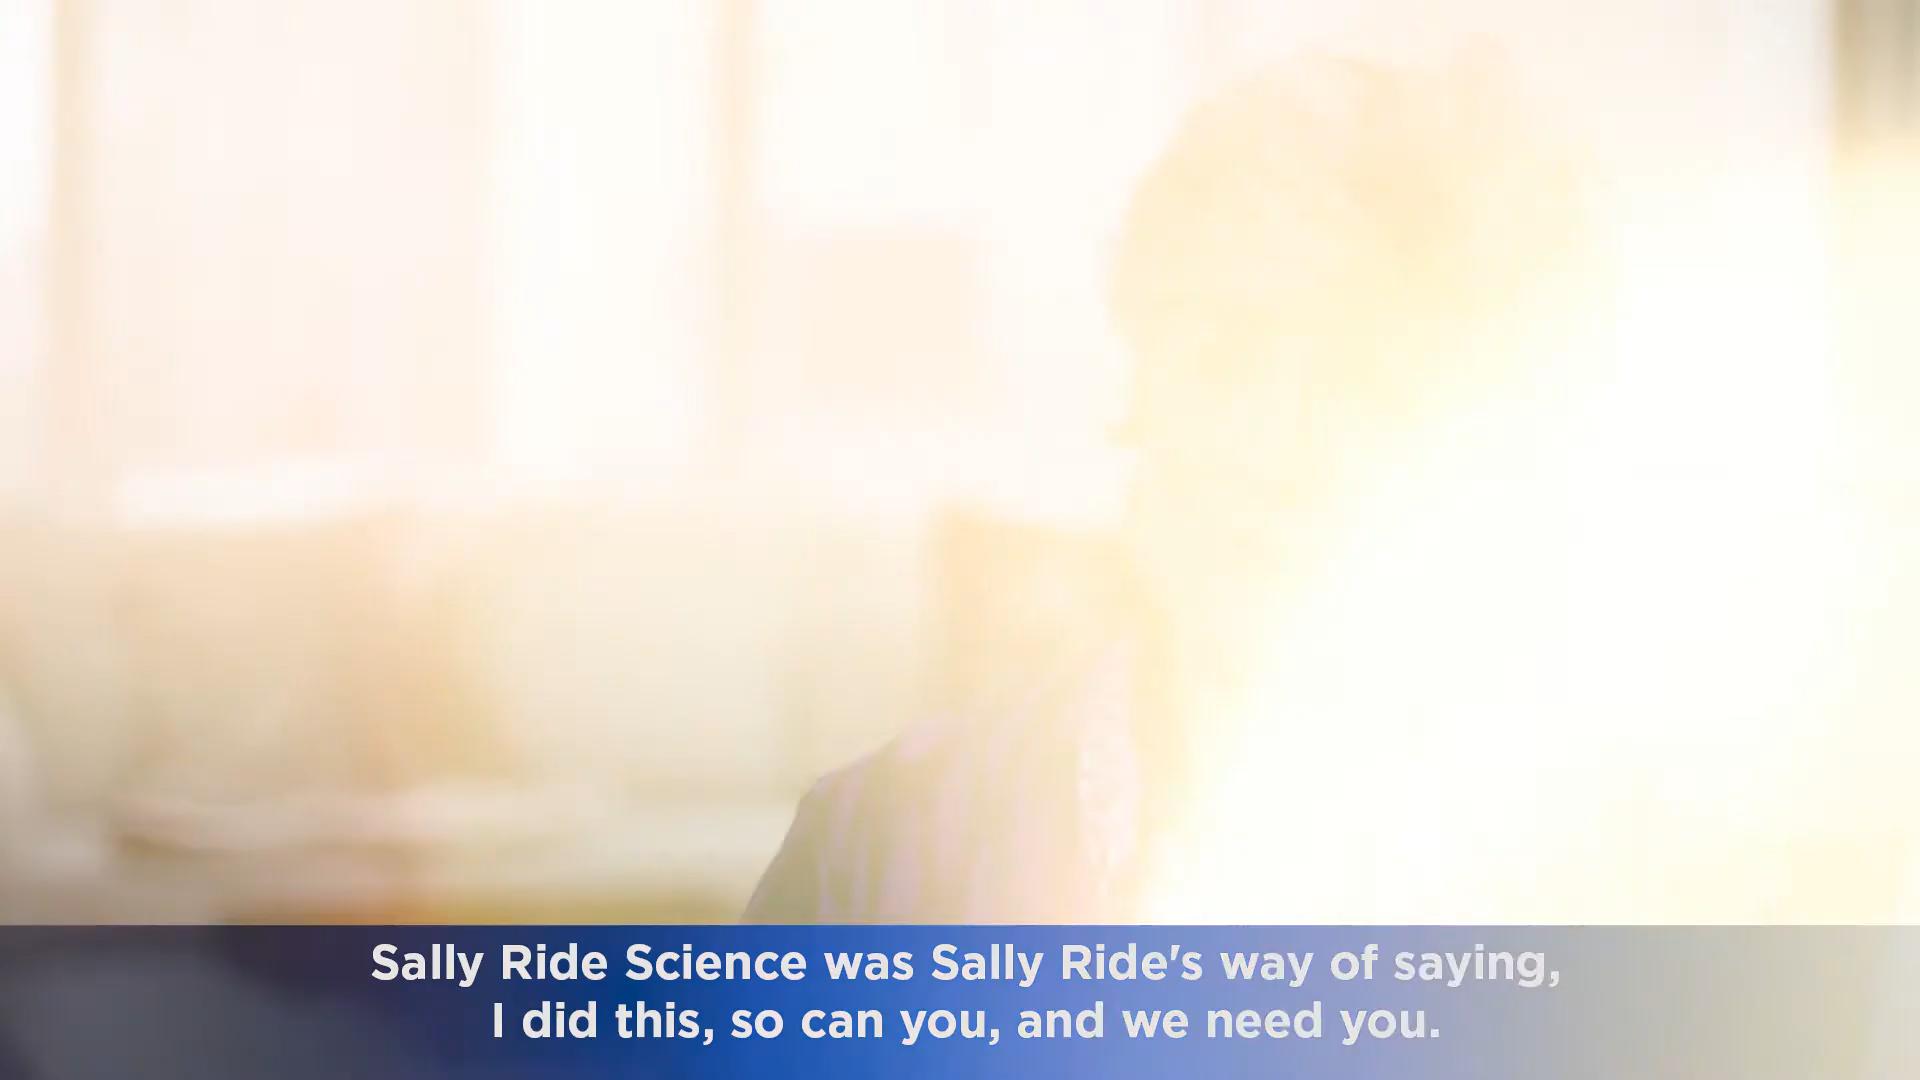 Sally Ride Science was Sally Ride's way of saying,
I did this, so can you, and we need you.